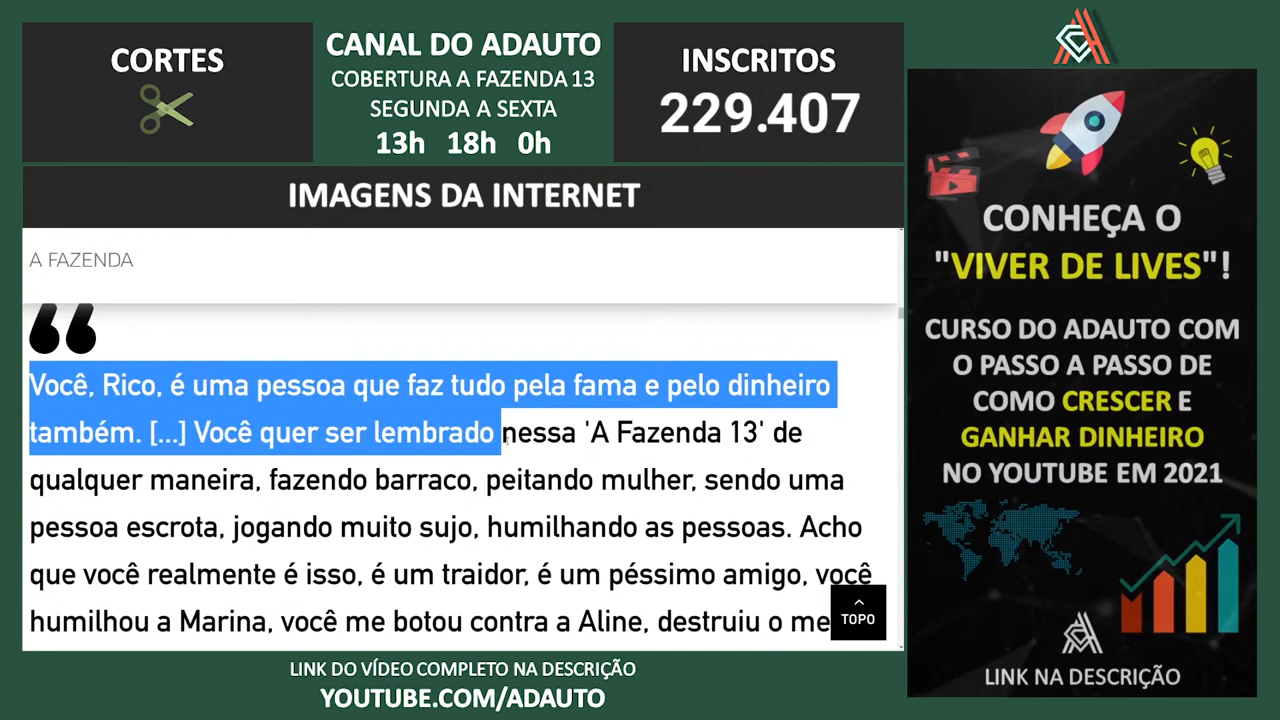 CORTES
CANAL DO ADAUTO
COBERTURA A FAZENDA 13
SEGUNDA A SEXTA
13h 18h 0h
INSCRITOS
229.407
IMAGENS DA INTERNET
A FAZENDA
“
Você, Rico, é uma pessoa que faz tudo pela fama e pelo dinheiro
também. [...] Você quer ser lembrado nessa 'A Fazenda 13' de
qualquer maneira, fazendo barraco, peitando mulher, sendo uma
pessoa escrota, jogando muito sujo, humilhando as pessoas. Acho
que você realmente é isso, é um traidor, é um péssimo amigo, você
humilhou a Marina, você me botou contra a Aline, destruiu o me
TOPO
LINK DO VÍDEO COMPLETO NA DESCRIÇÃO
YOUTUBE.COM/ADAUTO
CONHEÇA O
"VIVER DE LIVES"!
CURSO DO ADAUTO COM
O PASSO A PASSO DE
COMO CRESCER E
GANHAR DINHEIRO
NO YOUTUBE EM 2021
LINK NA DESCRIÇÃO